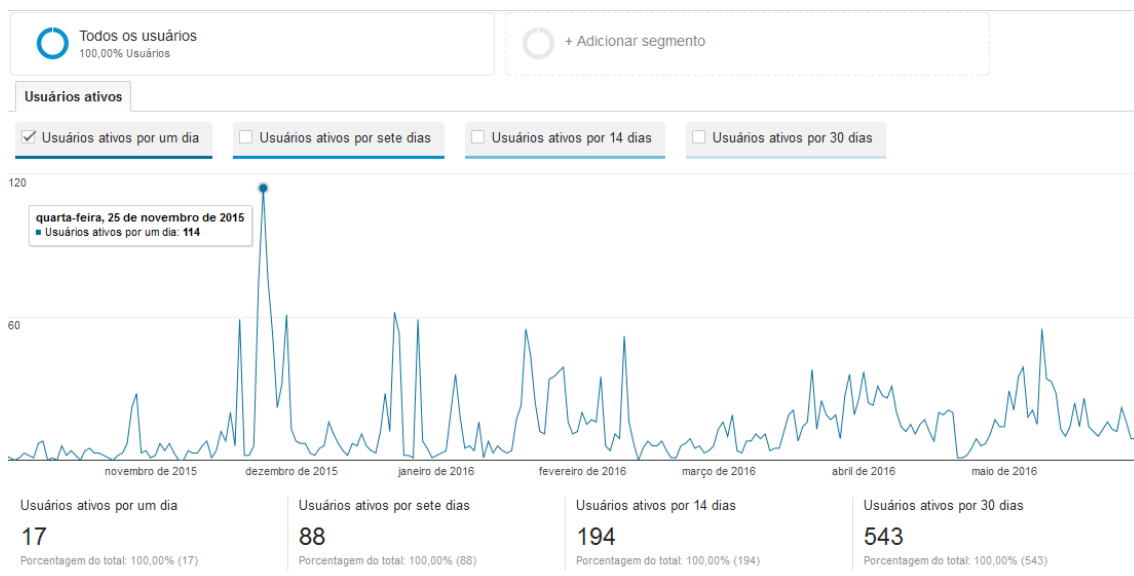 Todos os usuários
100,00% Usuários
+ Adicionar segmento
Usuários ativos
Usuários ativos por um dia
Usuários ativos por sete dias
Usuários ativos por 14 dias
Usuários ativos por 30 dias
120
quarta-feira, 25 de novembro de 2015
Usuários ativos por um dia: 114
60
novembro de 2015
dezembro de 2015
janeiro de 2016
fevereiro de 2016
março de 2016
abril de 2016
maio de 2016
Usuários ativos por um dia
17
Porcentagem do total: 100,00% (17)
Usuários ativos por sete dias
88
Porcentagem do total: 100,00% (88)
Usuários ativos por 14 dias
194
Porcentagem do total: 100,00% (194)
Usuários ativos por 30 dias
543
Porcentagem do total: 100,00% (543)